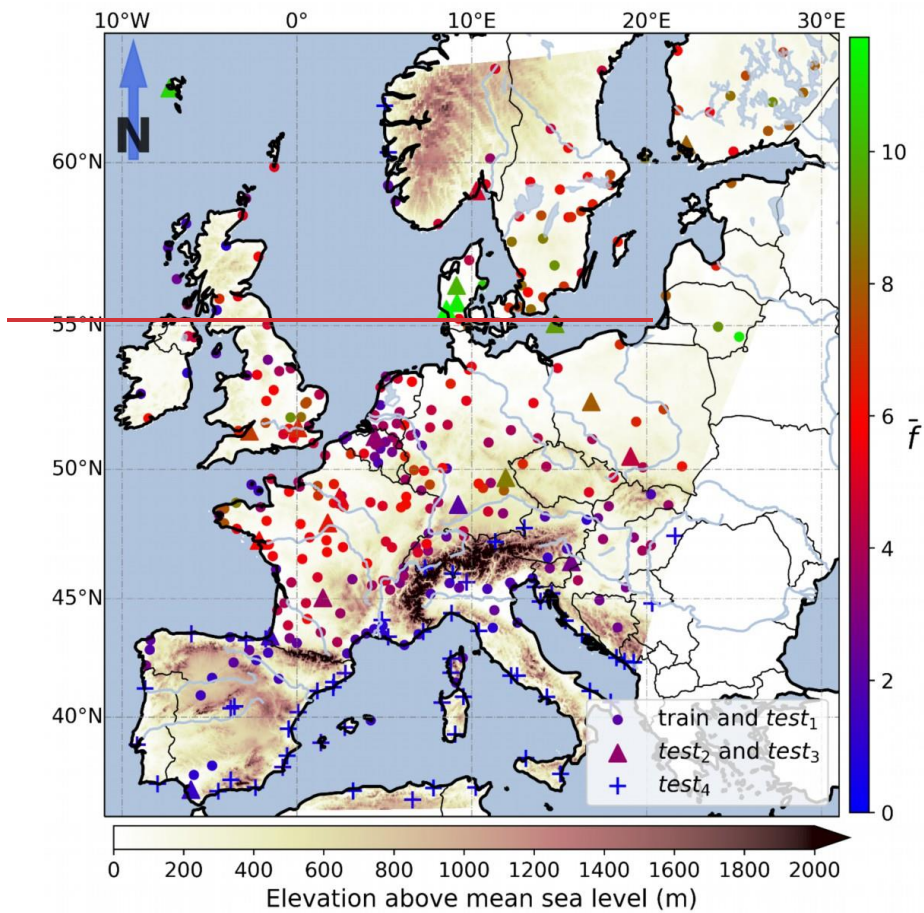 10°W 0° 10°E 20°E 30°E
N
60°N
55°N
50°N
45°N
40°N
10
8
6
4
2
0
f̅
train and test₁
test₂ and test₃
test₄
0 200 400 600 800 1000 1200 1400 1600 1800 2000
Elevation above mean sea level (m)